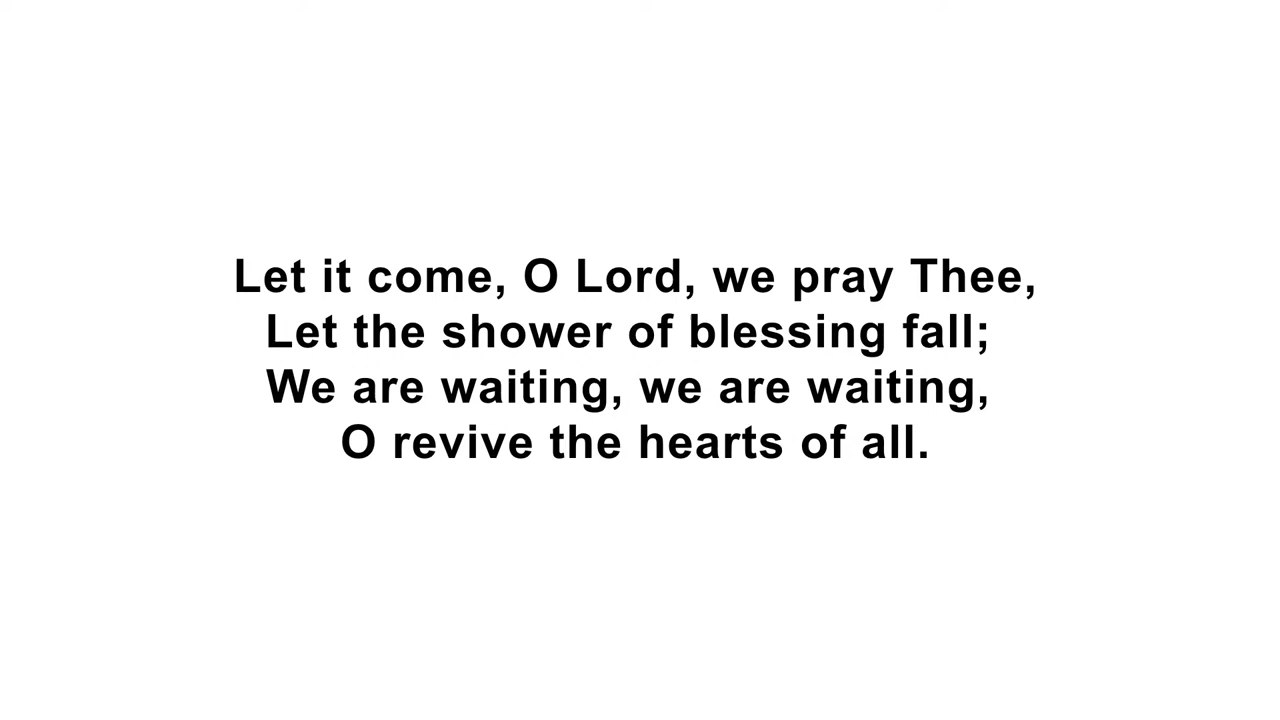 Let it come, O Lord, we pray Thee,
Let the shower of blessing fall;
We are waiting, we are waiting,
O revive the hearts of all.